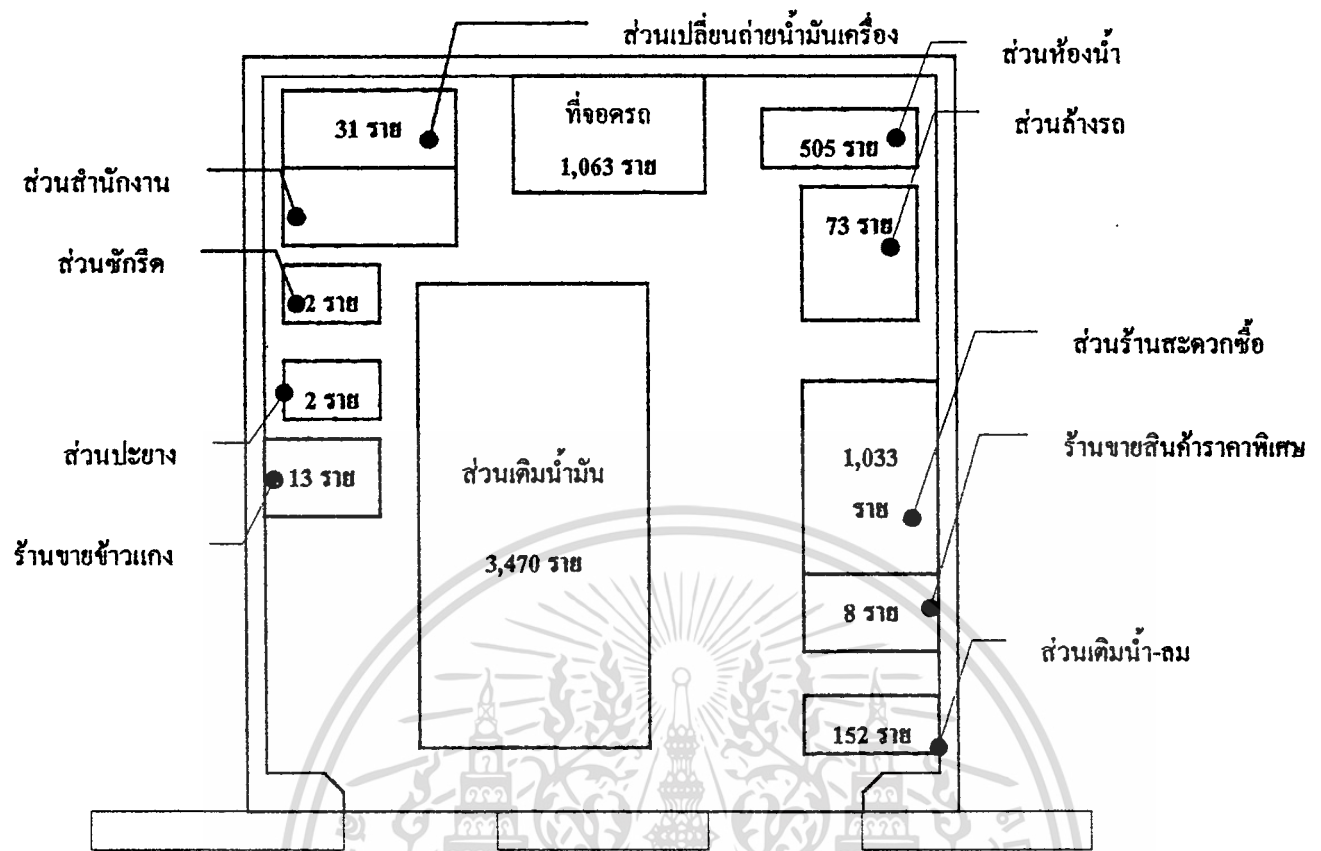 ส่วนเปลี่ยนถ่ายน้ำมันเครื่อง
ส่วนห้องน้ำ
ส่วนล้างรถ
31 ราย
ที่จอดรถ
1,063 ราย
505 ราย
73 ราย
ส่วนสำนักงาน
ส่วนซักรีด
2 ราย
ส่วนร้านสะดวกซื้อ
2 ราย
ส่วนปะยาง
13 ราย
ร้านขายข้าวแกง
ส่วนเติมน้ำมัน
3,470 ราย
1,033
ราย
ร้านขายสินค้าราคาพิเศษ
8 ราย
ส่วนเติมน้ำ-ลม
152 ราย